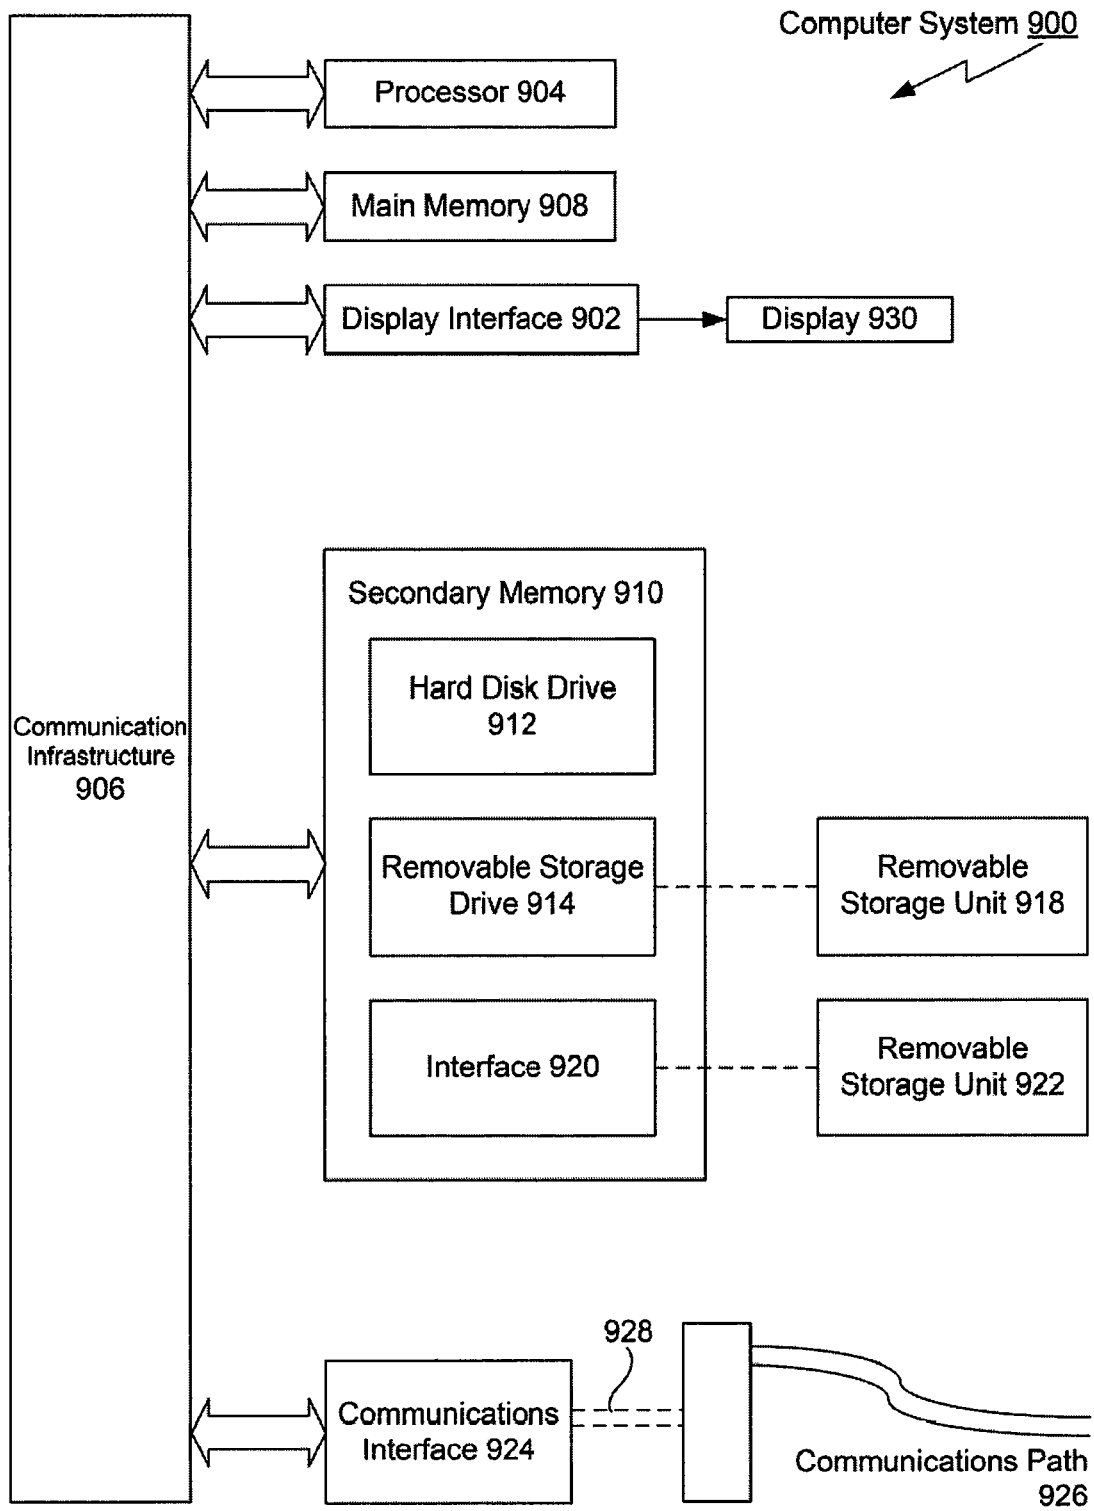 Computer System 900
Processor 904
Main Memory 908
Display Interface 902
Display 930
Secondary Memory 910
Hard Disk Drive
912
Communication
Infrastructure
906
Removable Storage
Drive 914
Removable
Storage Unit 918
Interface 920
Removable
Storage Unit 922
928
Communications
Interface 924
Communications Path
926